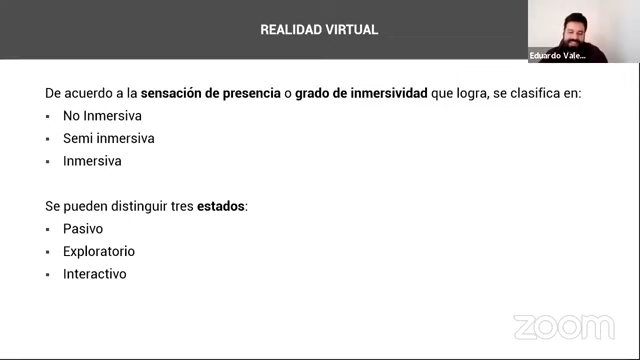 REALIDAD VIRTUAL
Eduardo Vale...
De acuerdo a la sensación de presencia o grado de inmersividad que logra, se clasifica en:
▪ No Inmersiva
▪ Semi inmersiva
▪ Inmersiva
Se pueden distinguir tres estados:
▪ Pasivo
▪ Exploratorio
▪ Interactivo
zoom